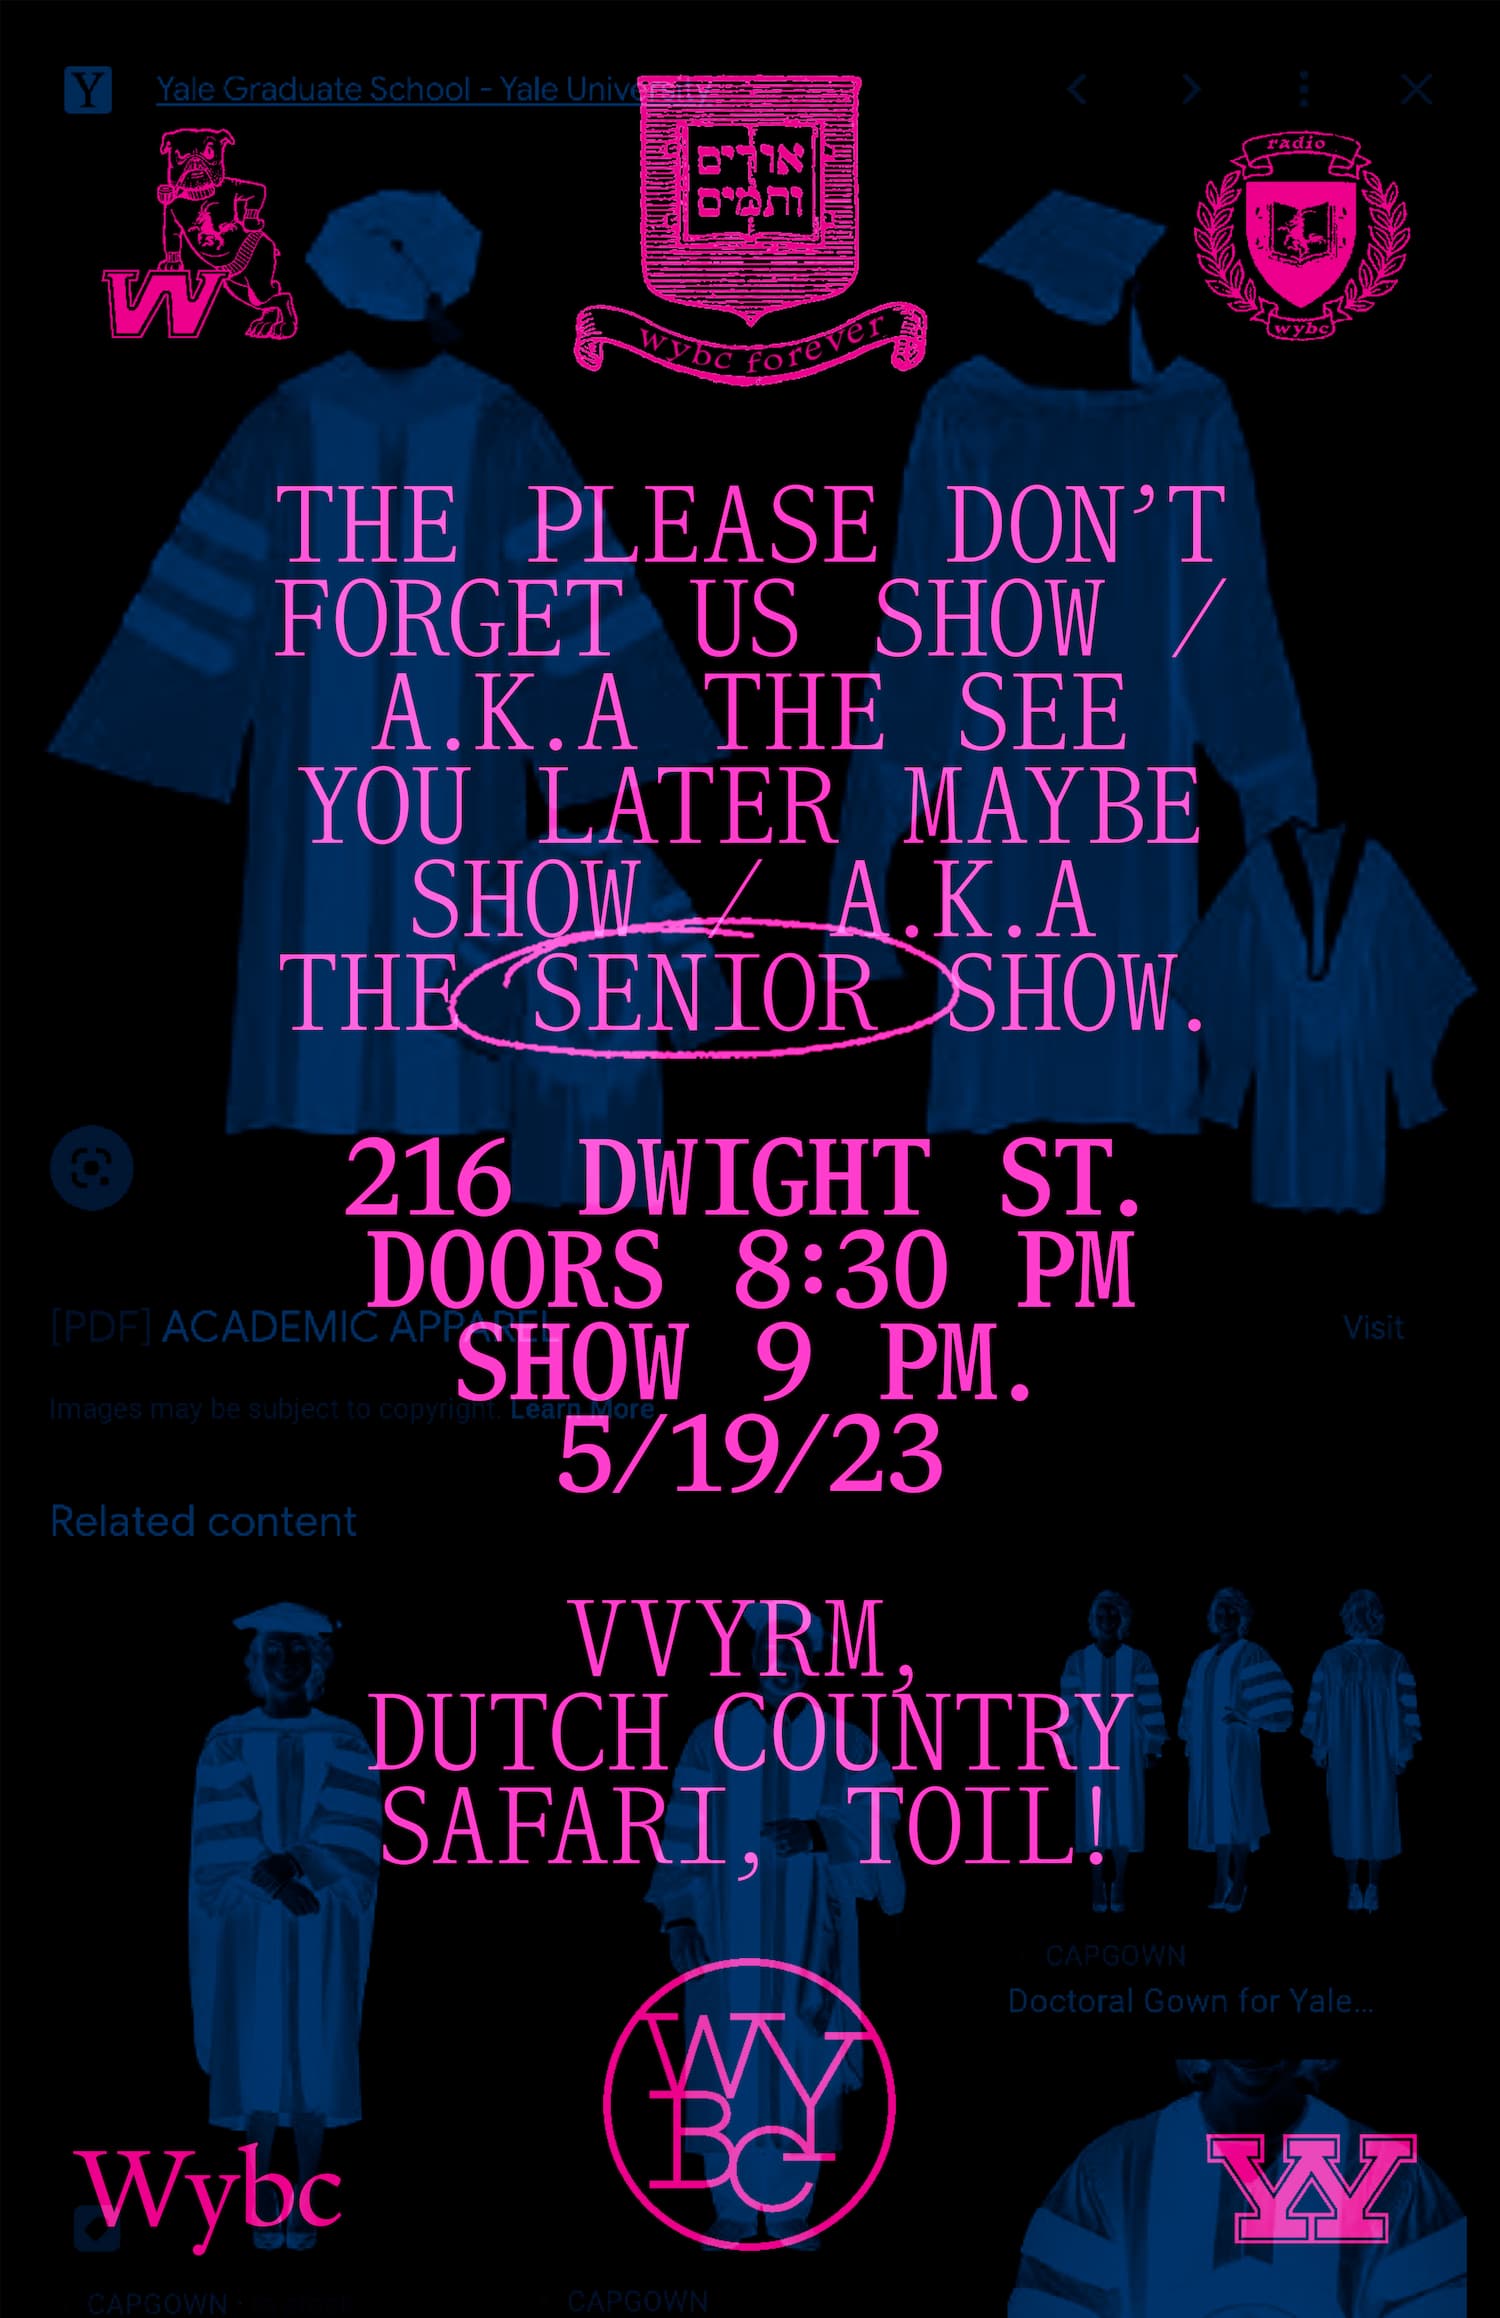 Yale Graduate School - Yale University
Y
אורים
ותמים
wybc forever
W
radio
wybc
THE PLEASE DON'T
FORGET US SHOW /
A.K.A THE SEE
YOU LATER MAYBE
SHOW / A.K.A
THE SENIOR SHOW.
216 DWIGHT ST.
DOORS 8:30 PM
[PDF] ACADEMIC APPAREL
Visit
SHOW 9 PM.
Images may be subject to copyright. Learn More
5/19/23
Related content
VVYRM,
DUTCH COUNTRY
SAFARI, TOIL!
CAPGOWN
Doctoral Gown for Yale...
WYBC
Wybc
WY
CAPGOWN
CAPGOWN